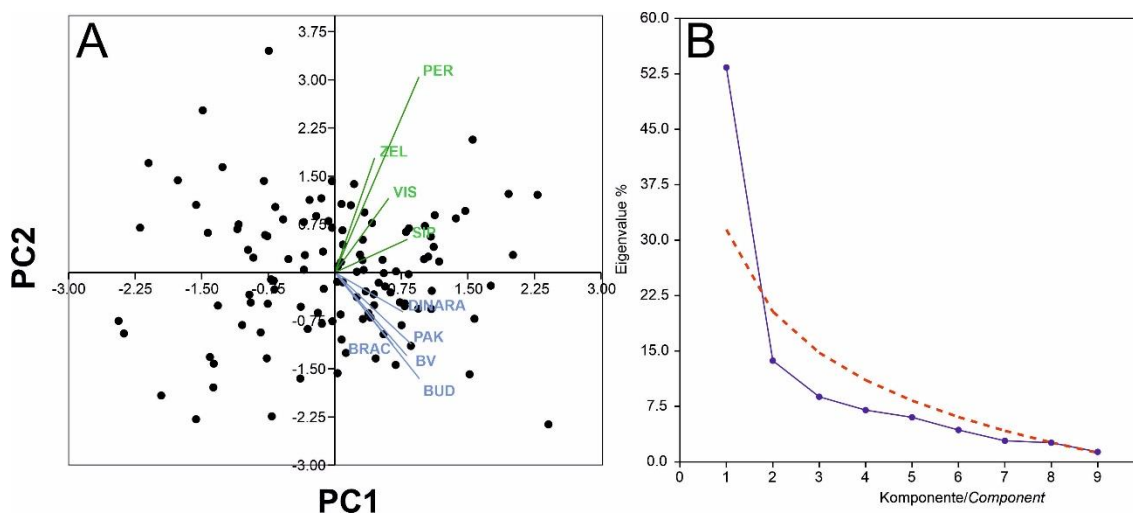 A
3.75
3.00
2.25
1.50
0.75
-3.00 -2.25 -1.50 -0.75 0.75 1.50 2.25 3.00
-0.75
-1.50
-2.25
-3.00
PER
ZEL
VIS
SIP
DINARA
PAK
BRAC
BV
BUD
PC2
PC1
B
60.0
52.5
45.0
37.5
30.0
22.5
15.0
7.5
0.0
0 1 2 3 4 5 6 7 8 9
Eigenvalue %
Komponente/Component